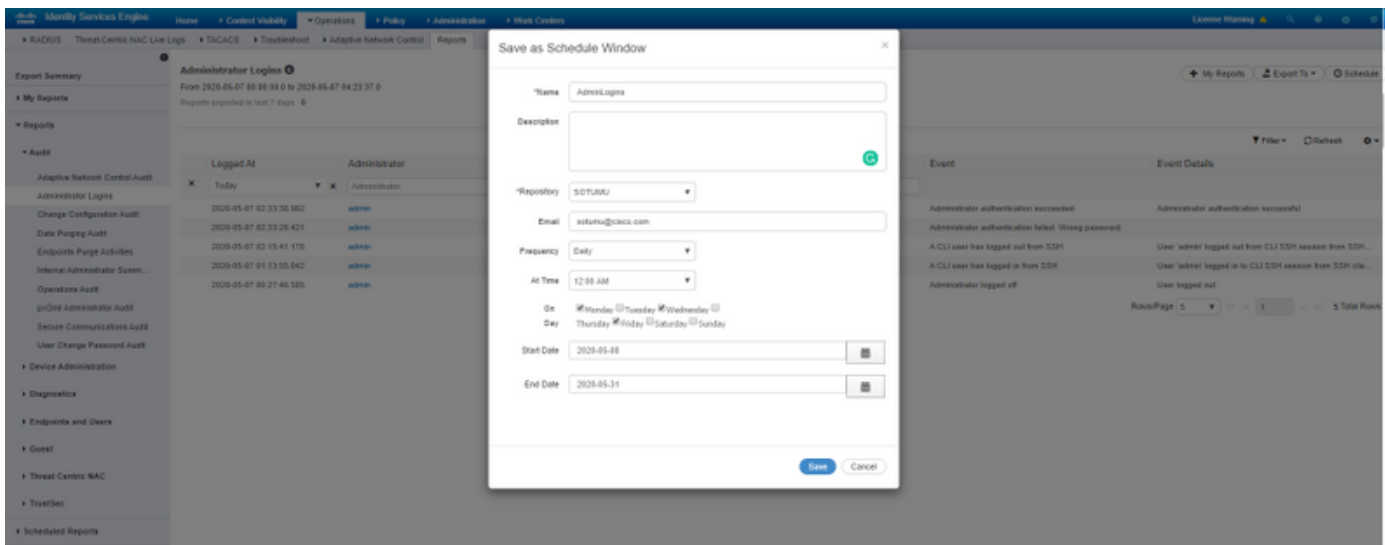 cisco Identity Services Engine Home Context Visibility Operations Policy Administration Work Centers License Warning
RADIUS Threat-Centric NAC Live Logs TACACS Troubleshoot Adaptive Network Control Reports
Export Summary
My Reports
Reports
Audit
Adaptive Network Control Audit
Administrator Logins
Change Configuration Audit
Data Purging Audit
Endpoints Purge Activities
Internal Administrator Summ...
Operations Audit
pxGrid Administrator Audit
Secure Communications Audit
User Change Password Audit
Device Administration
Diagnostics
Endpoints and Users
Guest
Threat Centric NAC
TrustSec
Scheduled Reports
Administrator Logins
From 2020-05-07 00:00:00.0 to 2020-05-07 04:23:37.0
Reports exported in last 7 days 0
My Reports Export To Schedule
Filter Refresh
Logged At Administrator Event Event Details
Today Administrator
2020-05-07 02:33:38.982 admin Administrator authentication succeeded Administrator authentication successful
2020-05-07 02:33:28.421 admin Administrator authentication failed. Wrong password
2020-05-07 02:15:41.176 admin A CLI user has logged out from SSH User 'admin' logged out from CLI SSH session from SSH...
2020-05-07 01:13:55.042 admin A CLI user has logged in from SSH User 'admin' logged in to CLI SSH session from SSH clie...
2020-05-07 00:27:46.585 admin Administrator logged off User logged out
Rows/Page 5 1 5 Total Rows
Save as Schedule Window
*Name AdminLogins
Description
*Repository SOTUMU
Email sotumu@cisco.com
Frequency Daily
At Time 12:00 AM
On Monday Tuesday Wednesday
Day Thursday Friday Saturday Sunday
Start Date 2020-05-08
End Date 2020-05-31
Save Cancel